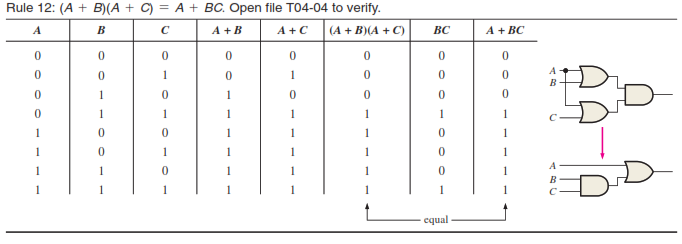 Rule 12: (A + B)(A + C) = A + BC. Open file T04-04 to verify.
A B C A + B A + C (A + B)(A + C) BC A + BC
0 0 0 0 0 0 0 0
0 0 1 0 1 0 0 0
0 1 0 1 0 0 0 0
0 1 1 1 1 1 1 1
1 0 0 1 1 1 0 1
1 0 1 1 1 1 0 1
1 1 0 1 1 1 0 1
1 1 1 1 1 1 1 1
equal
A
B
C
A
B
C